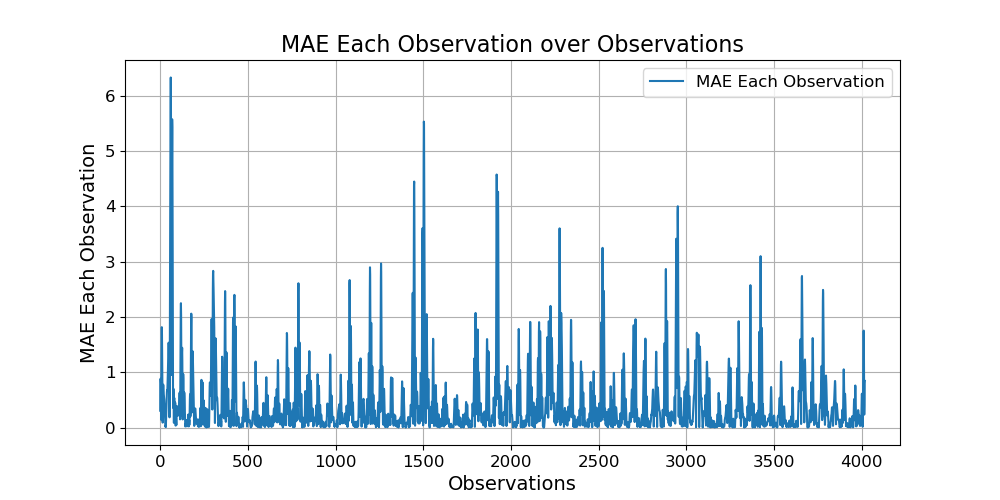 MAE Each Observation over Observations
MAE Each Observation
MAE Each Observation
6
5
4
3
2
1
0
0 500 1000 1500 2000 2500 3000 3500 4000
Observations